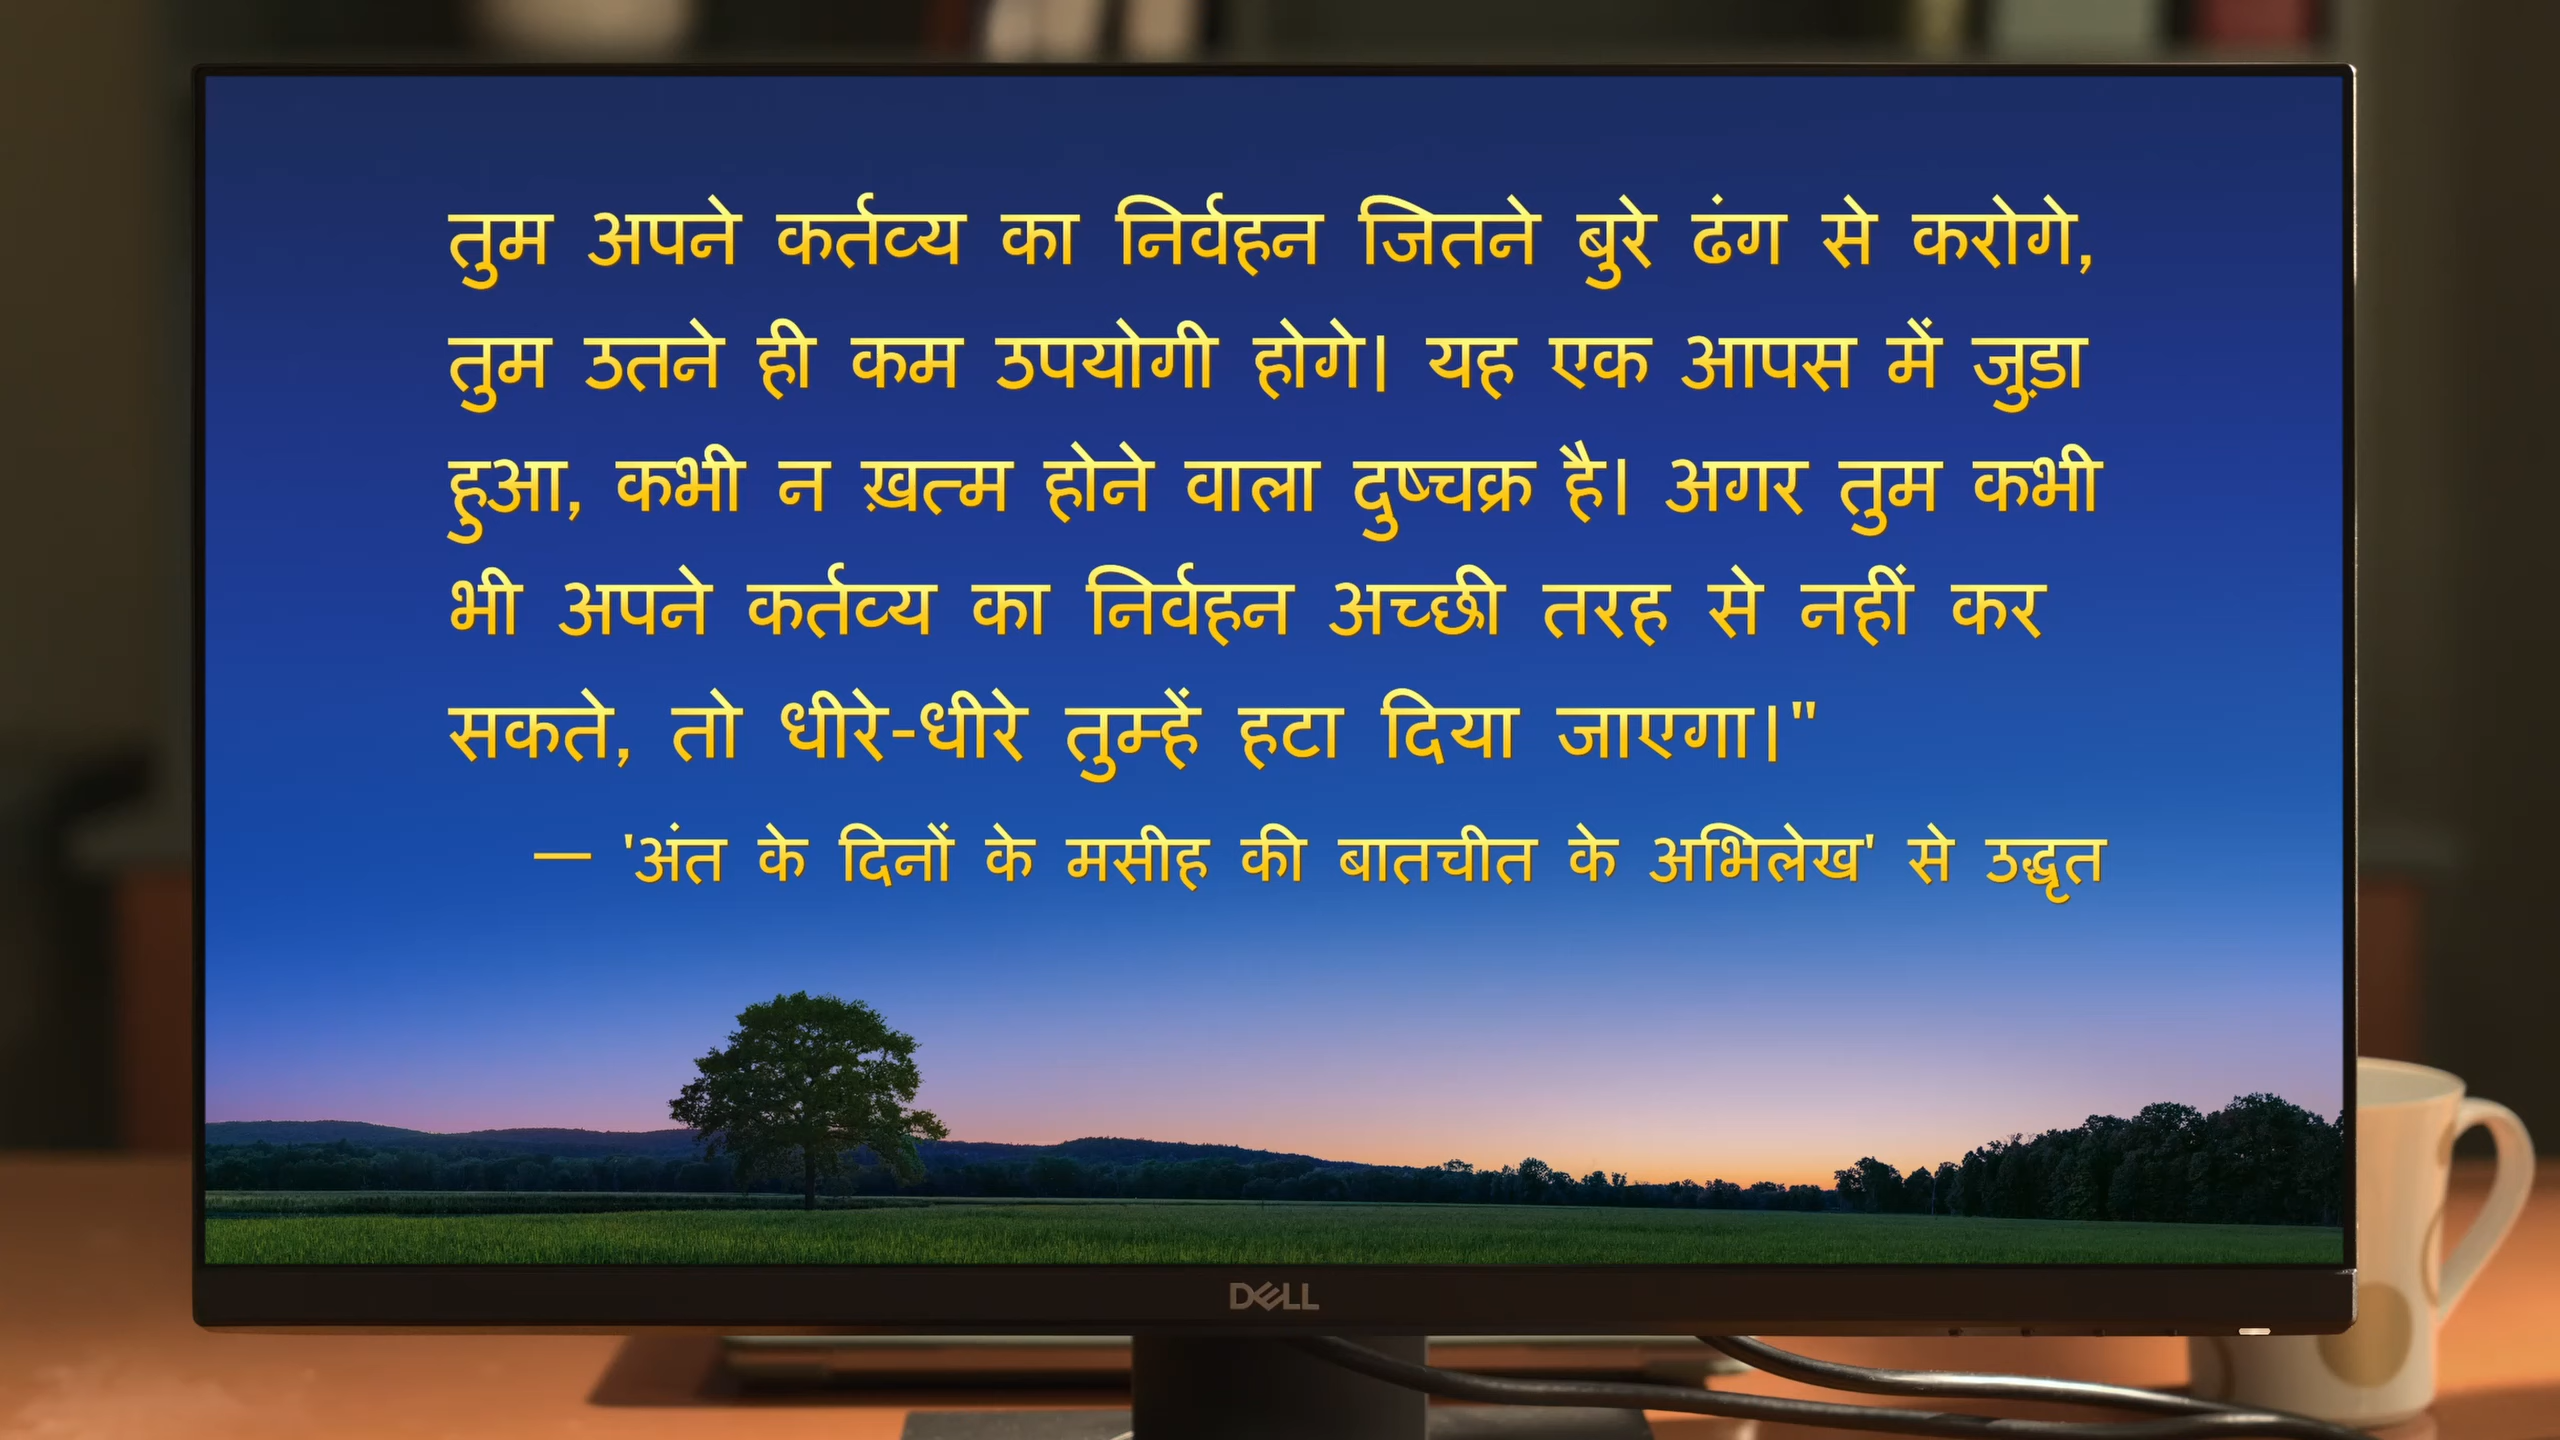 तुम अपने कर्तव्य का निर्वहन जितने बुरे ढंग से करोगे,
तुम उतने ही कम उपयोगी होगे। यह एक आपस में जुड़ा
हुआ, कभी न ख़त्म होने वाला दुष्चक्र है। अगर तुम कभी
भी अपने कर्तव्य का निर्वहन अच्छी तरह से नहीं कर
सकते, तो धीरे-धीरे तुम्हें हटा दिया जाएगा।"
— 'अंत के दिनों के मसीह की बातचीत के अभिलेख' से उद्धृत
DELL